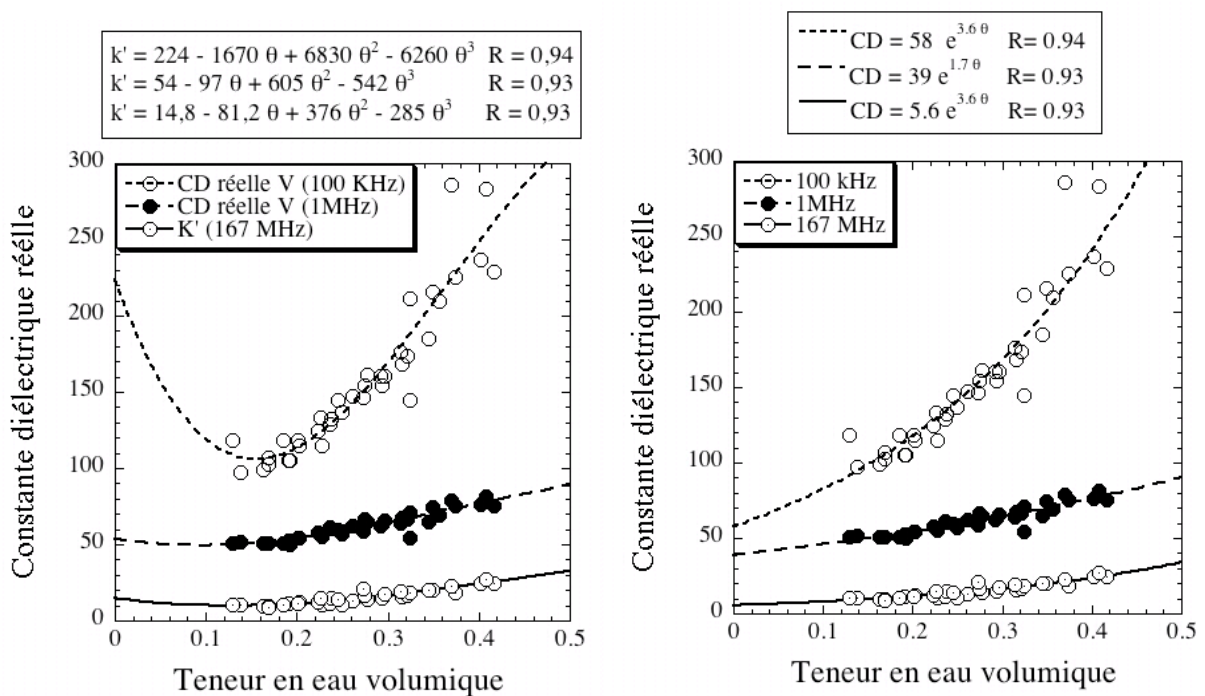 k' = 224 - 1670 θ + 6830 θ² - 6260 θ³ R = 0,94
k' = 54 - 97 θ + 605 θ² - 542 θ³ R = 0,93
k' = 14,8 - 81,2 θ + 376 θ² - 285 θ³ R = 0,93
300
250
200
150
100
50
0
CD réelle V (100 KHz)
CD réelle V (1MHz)
K' (167 MHz)
Constante diélectrique réélle
0 0.1 0.2 0.3 0.4 0.5
Teneur en eau volumique
CD = 58 e^3.6 θ R= 0.94
CD = 39 e^1.7 θ R= 0.93
CD = 5.6 e^3.6 θ R= 0.93
300
250
200
150
100
50
0
100 kHz
1MHz
167 MHz
Constante diélectrique réélle
0 0.1 0.2 0.3 0.4 0.5
Teneur en eau volumique